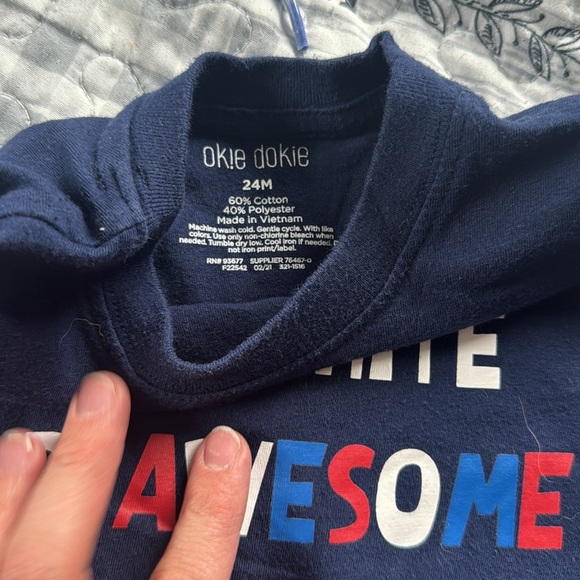 okie dokie
24M
60% Cotton
40% Polyester
Made in Vietnam
Machine wash cold. Gentle cycle. With like
colors. Use only non-chlorine bleach when
needed. Tumble dry low. Cool iron if needed.
not iron print/label.
RN# 93677 SUPPLIER 76467-0
F22542 02/21 321-1516
AWESOME